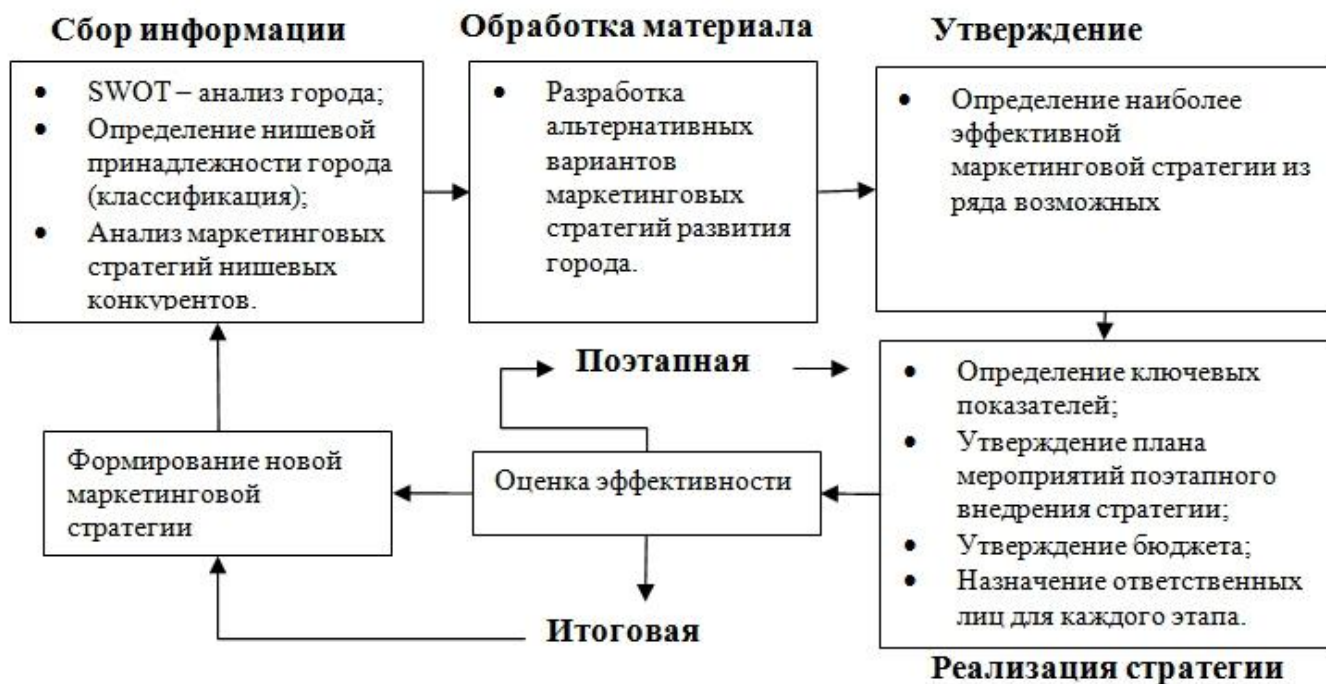 Сбор информации
SWOT – анализ города;
Определение нишевой
принадлежности города
(классификация);
Анализ маркетинговых
стратегий нишевых
конкурентов.
Обработка материала
Разработка
альтернативных
вариантов
маркетинговых
стратегий развития
города.
Утверждение
Определение наиболее
эффективной
маркетинговой стратегии из
ряда возможных
Поэтапная
Определение ключевых
показателей;
Утверждение плана
мероприятий поэтапного
внедрения стратегии;
Утверждение бюджета;
Назначение ответственных
лиц для каждого этапа.
Реализация стратегии
Оценка эффективности
Формирование новой
маркетинговой
стратегии
Итоговая